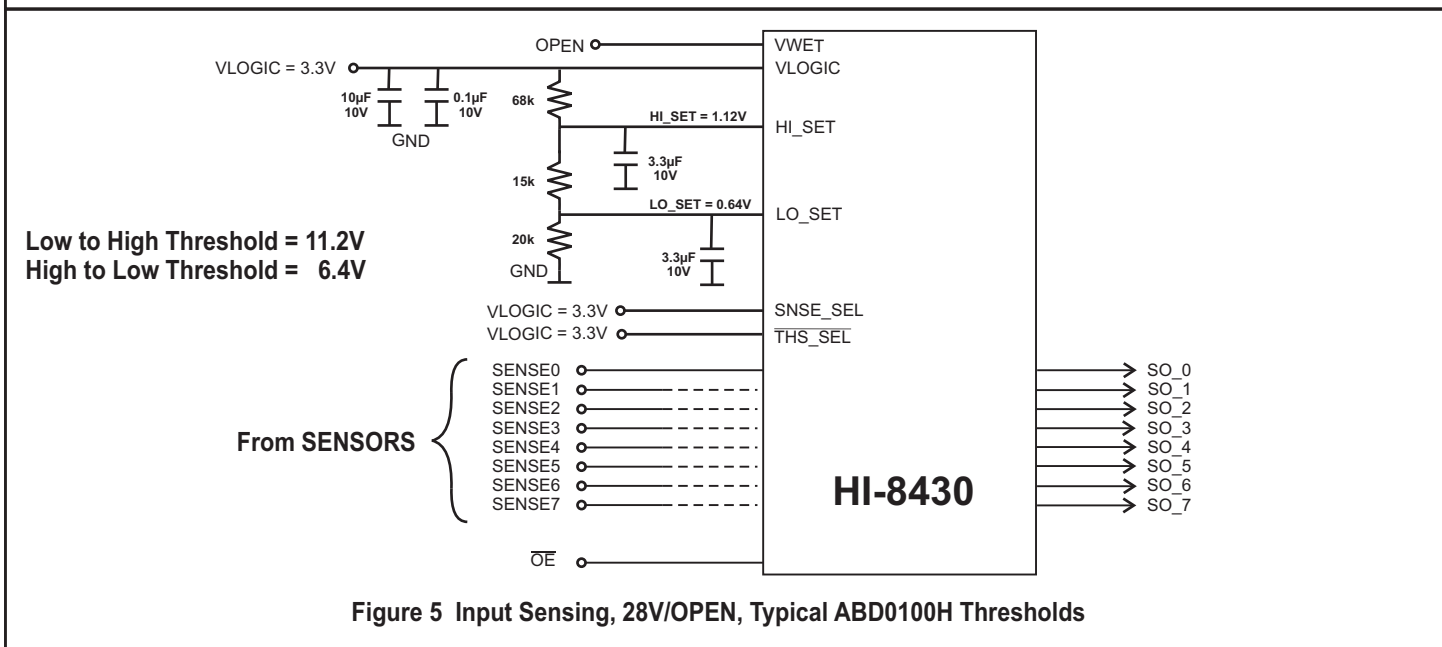 OPEN
VLOGIC = 3.3V
10µF
10V
0.1µF
10V
GND
68k
HI_SET = 1.12V
3.3µF
10V
15k
LO_SET = 0.64V
20k
GND
3.3µF
10V
VWET
VLOGIC
HI_SET
LO_SET
Low to High Threshold = 11.2V
High to Low Threshold = 6.4V
VLOGIC = 3.3V
VLOGIC = 3.3V
SNSE_SEL
THS_SEL
From SENSORS
SENSE0
SENSE1
SENSE2
SENSE3
SENSE4
SENSE5
SENSE6
SENSE7
OE
HI-8430
SO_0
SO_1
SO_2
SO_3
SO_4
SO_5
SO_6
SO_7
Figure 5 Input Sensing, 28V/OPEN, Typical ABD0100H Thresholds